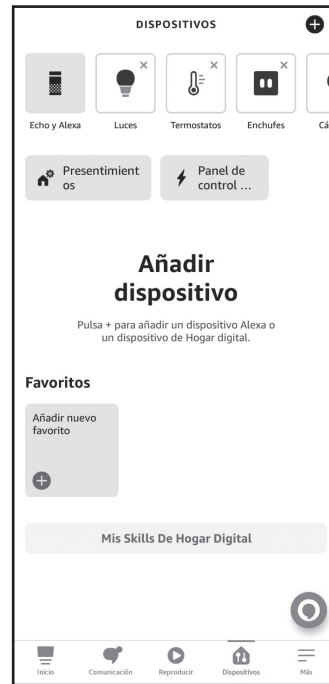 DISPOSITIVOS
Echo y Alexa
Luces
Termostatos
Enchufes
Cá
Presentimient
os
Panel de
control ...
Añadir
dispositivo
Pulsa + para añadir un dispositivo Alexa o
un dispositivo de Hogar digital.
Favoritos
Añadir nuevo
favorito
Mis Skills De Hogar Digital
Inicio
Comunicación
Reproducir
Dispositivos
Más